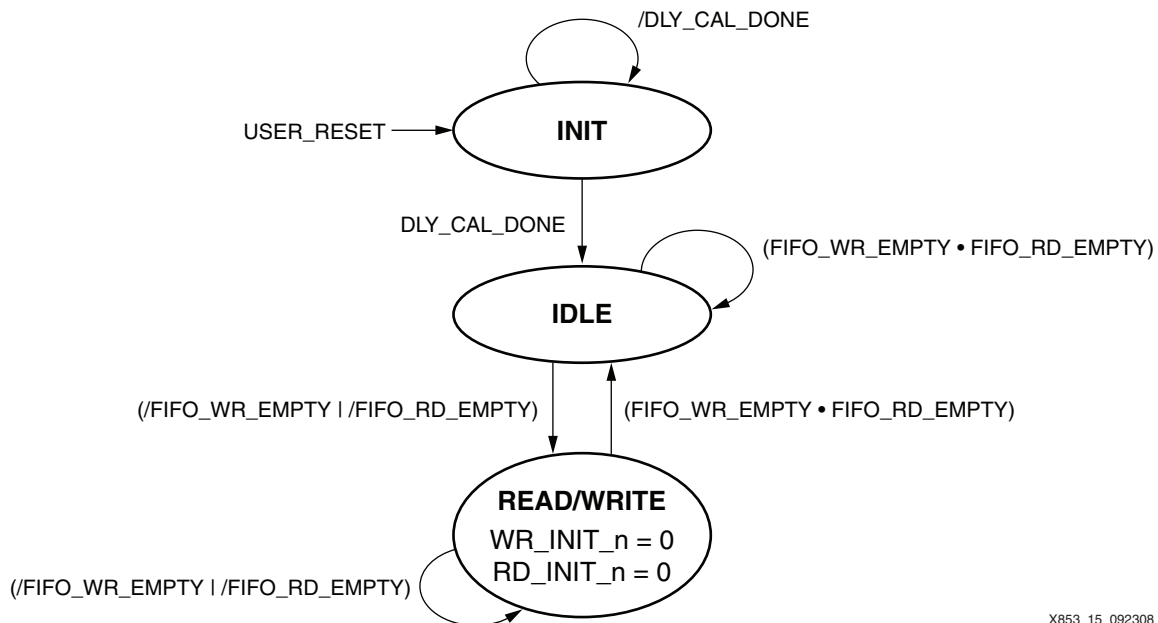 /DLY_CAL_DONE
INIT
USER_RESET
DLY_CAL_DONE
(FIFO_WR_EMPTY • FIFO_RD_EMPTY)
IDLE
(/FIFO_WR_EMPTY | /FIFO_RD_EMPTY)
(FIFO_WR_EMPTY • FIFO_RD_EMPTY)
READ/WRITE
WR_INIT_n = 0
RD_INIT_n = 0
(/FIFO_WR_EMPTY | /FIFO_RD_EMPTY)
X853_15_092308